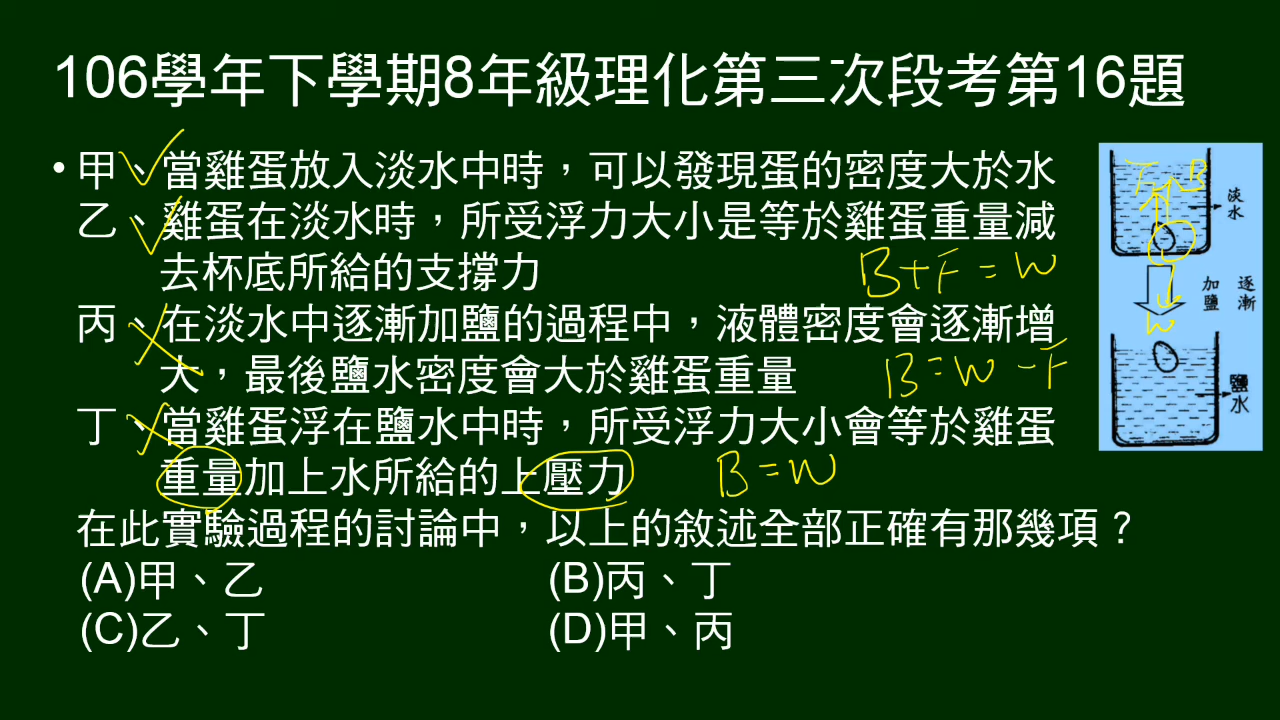 106學年下學期8年級理化第三次段考第16題
• 甲、當雞蛋放入淡水中時，可以發現蛋的密度大於水
乙、雞蛋在淡水時，所受浮力大小是等於雞蛋重量減
去杯底所給的支撐力
B+F=W
丙、在淡水中逐漸加鹽的過程中，液體密度會逐漸增
大，最後鹽水密度會大於雞蛋重量
B=W-F
丁、當雞蛋浮在鹽水中時，所受浮力大小會等於雞蛋
重量加上水所給的上壓力
B=W
在此實驗過程的討論中，以上的敘述全部正確有那幾項？
(A)甲、乙 (B)丙、丁
(C)乙、丁 (D)甲、丙
F B
淡水
逐漸
加鹽
W
鹽水